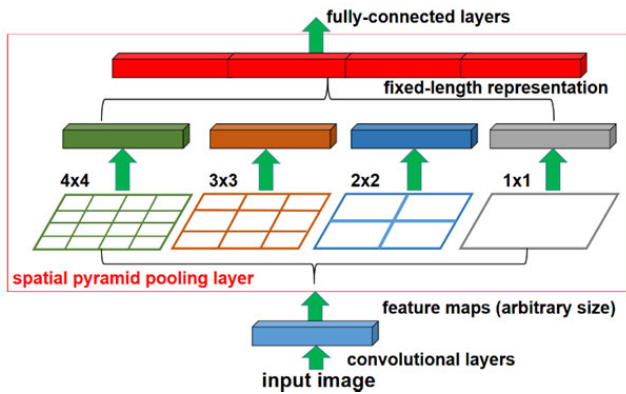 fully-connected layers
fixed-length representation
4x4
3x3
2x2
1x1
spatial pyramid pooling layer
feature maps (arbitrary size)
convolutional layers
input image